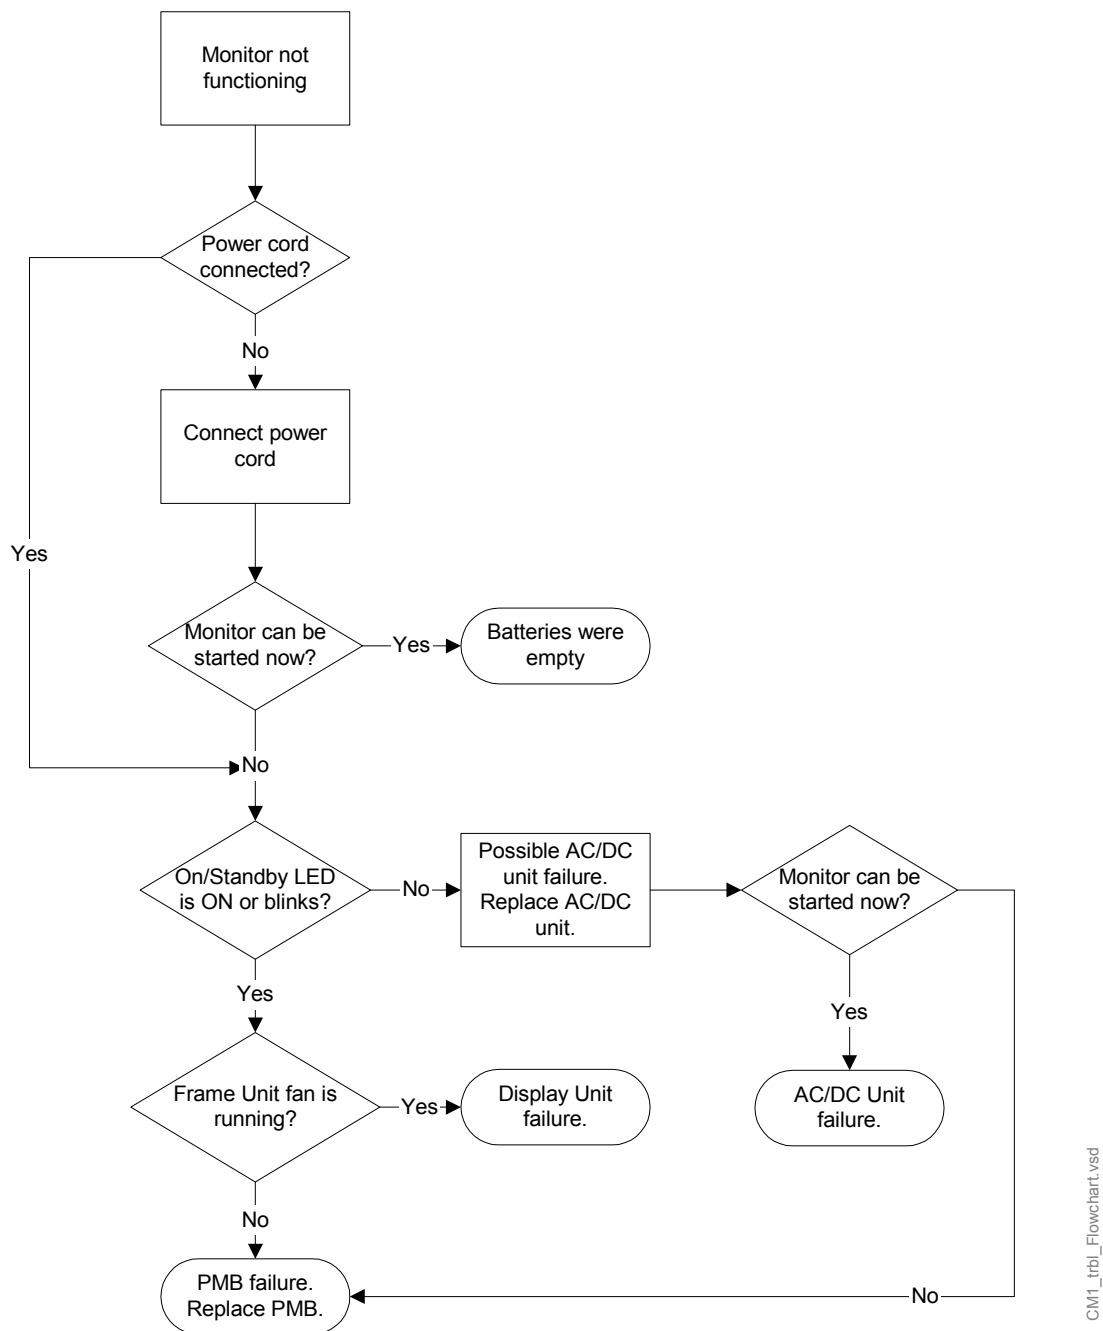 Monitor not
functioning
Power cord
connected?
No
Connect power
cord
Yes
Monitor can be
started now?
Yes
Batteries were
empty
No
On/Standby LED
is ON or blinks?
No
Possible AC/DC
unit failure.
Replace AC/DC
unit.
Monitor can be
started now?
Yes
Yes
Frame Unit fan is
running?
Yes
Display Unit
failure.
AC/DC Unit
failure.
No
PMB failure.
Replace PMB.
No
CM1_trbl_Flowchart.vsd